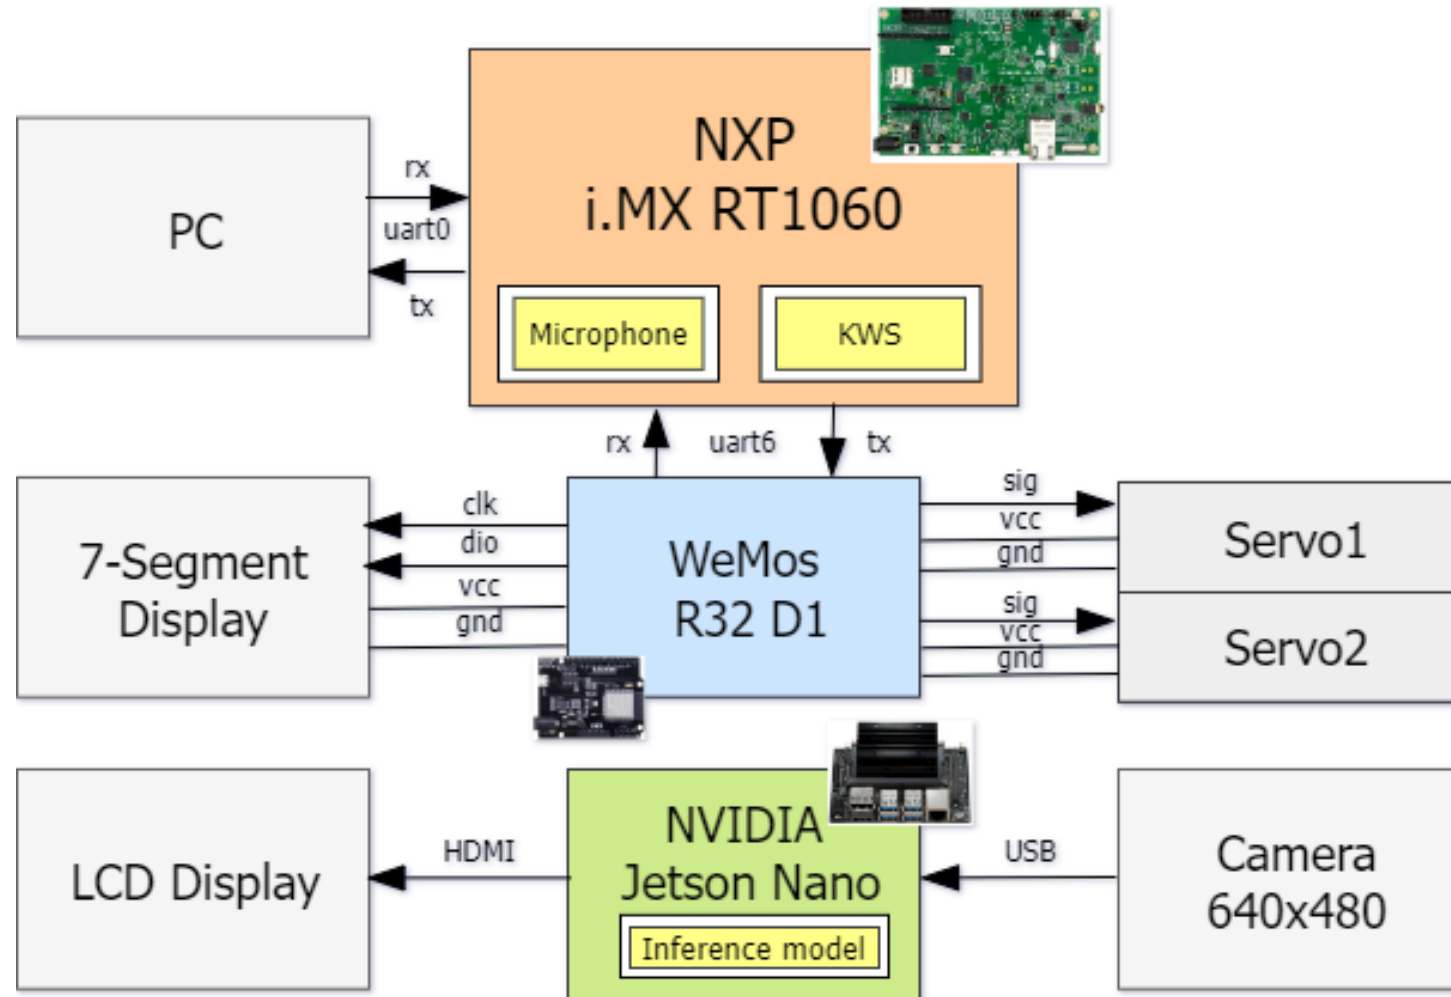 NXP
i.MX RT1060
PC
rx
uart0
tx
Microphone
KWS
rx
uart6
tx
7-Segment
Display
clk
dio
vcc
gnd
WeMos
R32 D1
sig
vcc
gnd
sig
vcc
gnd
Servo1
Servo2
LCD Display
HDMI
NVIDIA
Jetson Nano
Inference model
USB
Camera
640x480